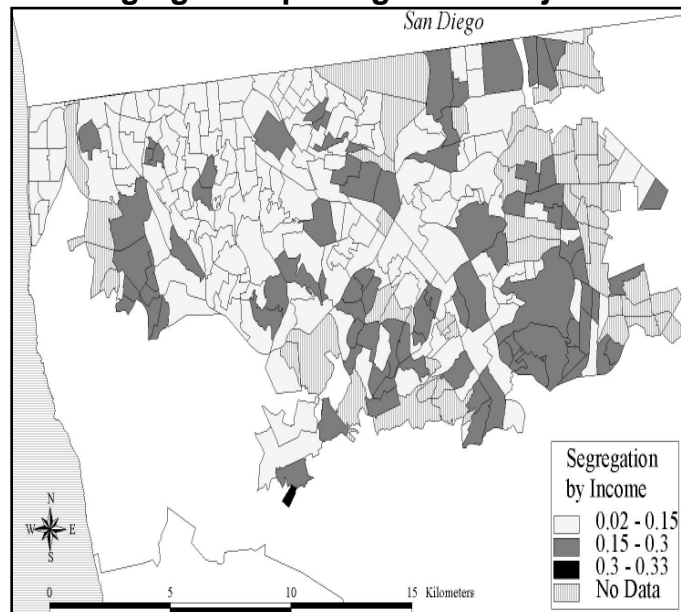 San Diego
Segregation
by Income
0.02 - 0.15
0.15 - 0.3
0.3 - 0.33
No Data
N
W E
S
0 5 10 15 Kilometers